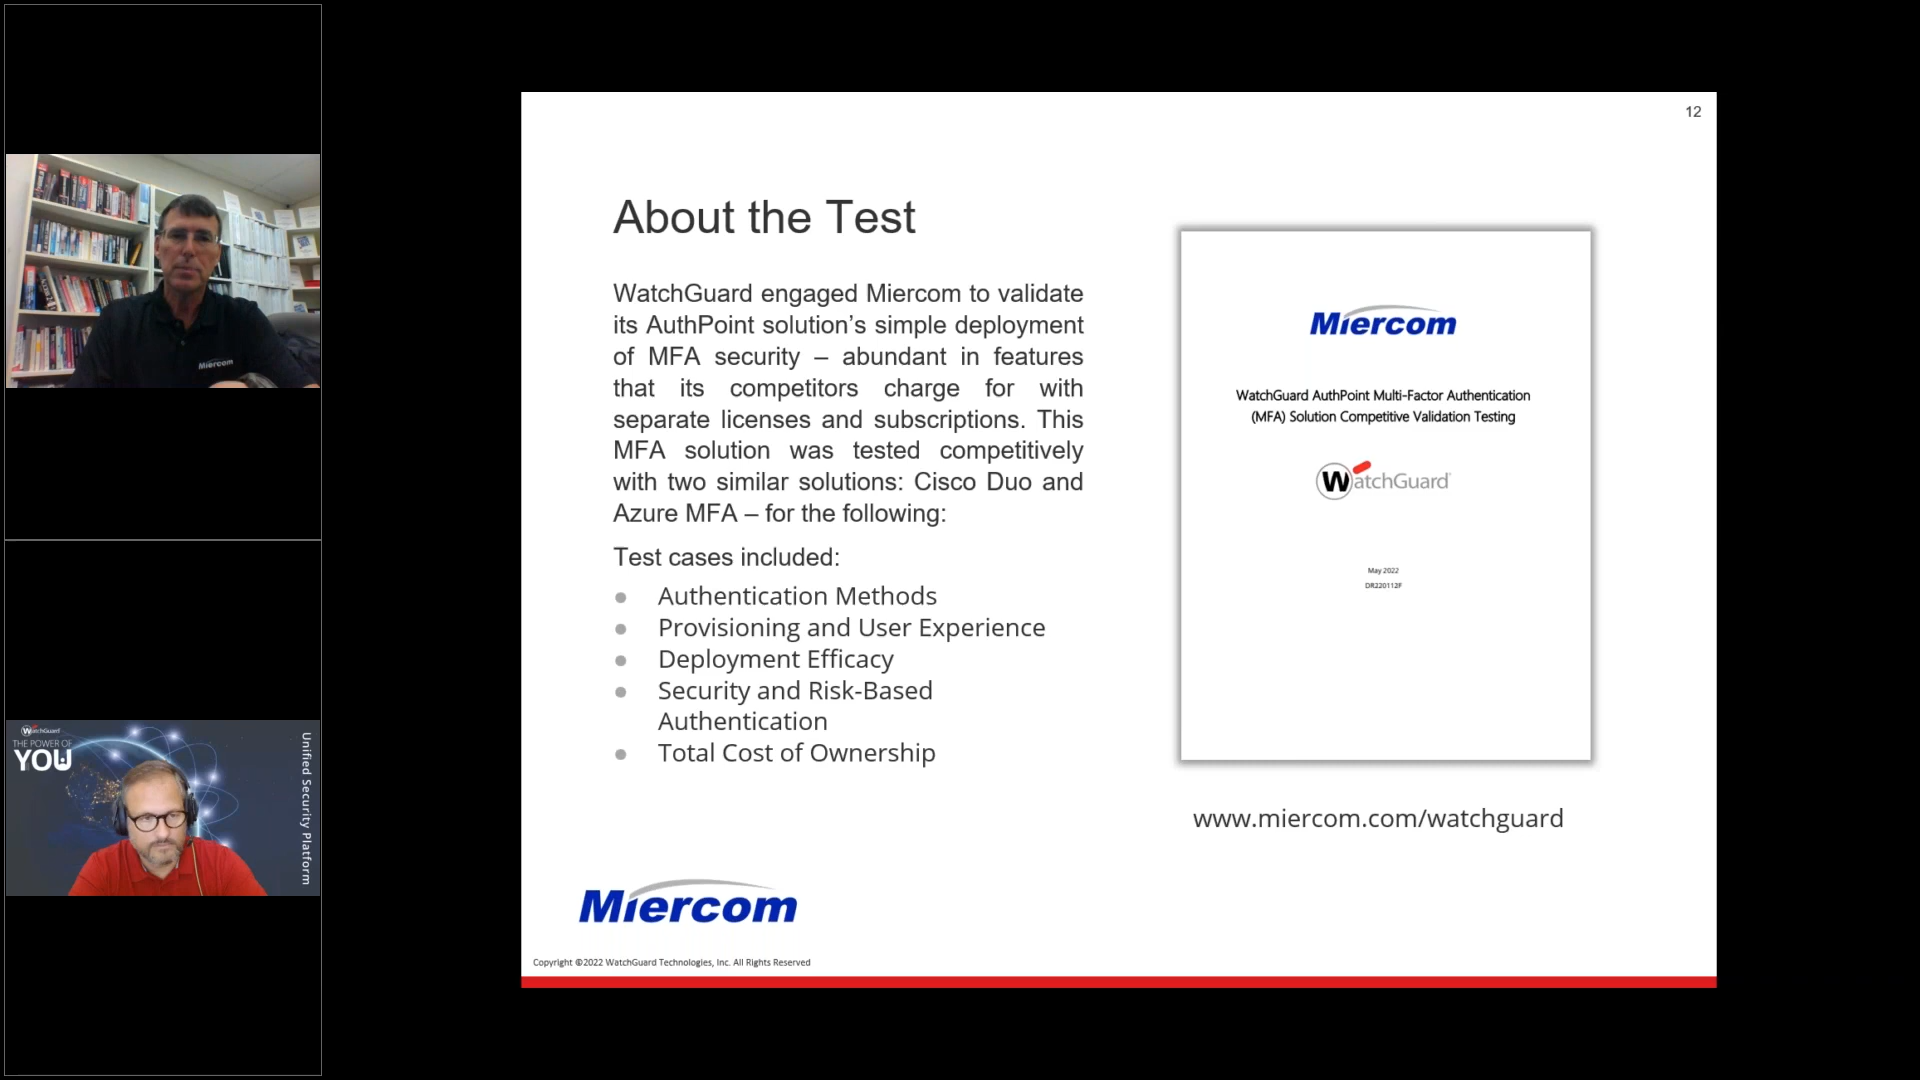 12
About the Test
WatchGuard engaged Miercom to validate
its AuthPoint solution’s simple deployment
of MFA security – abundant in features
that its competitors charge for with
separate licenses and subscriptions. This
MFA solution was tested competitively
with two similar solutions: Cisco Duo and
Azure MFA – for the following:
Test cases included:
Authentication Methods
Provisioning and User Experience
Deployment Efficacy
Security and Risk-Based
Authentication
Total Cost of Ownership
Miercom
WatchGuard AuthPoint Multi-Factor Authentication
(MFA) Solution Competitive Validation Testing
WatchGuard
May 2022
DR220112F
www.miercom.com/watchguard
Miercom
Copyright ©2022 WatchGuard Technologies, Inc. All Rights Reserved
Miercom
WatchGuard
THE POWER OF
YOU
Unified Security Platform